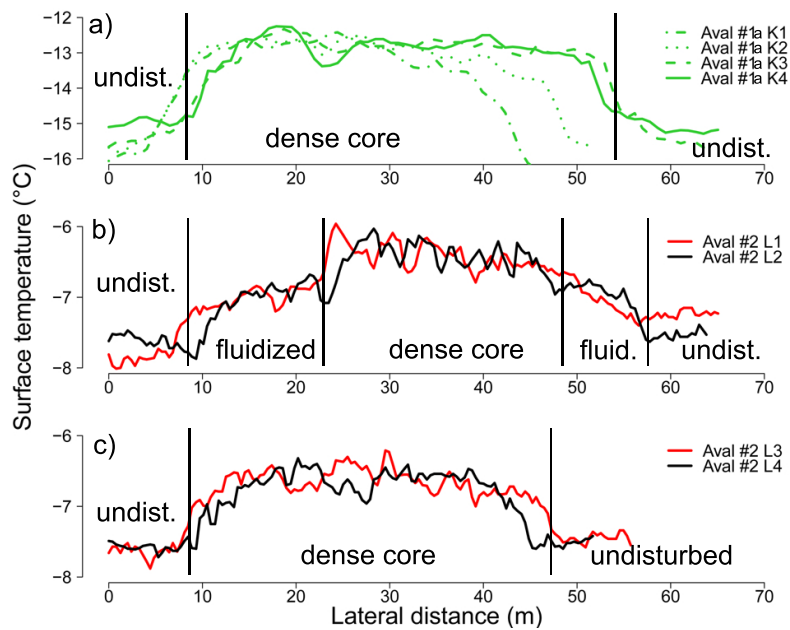 Surface temperature (°C)
a)
−12
−13
−15
−16
undist.
dense core
undist.
Aval #1a K1
Aval #1a K2
Aval #1a K3
Aval #1a K4
0 10 20 30 40 50 60 70
b)
−6
−7
−8
undist.
fluidized
dense core
fluid.
undist.
Aval #2 L1
Aval #2 L2
0 10 20 30 40 50 60 70
c)
−6
−7
−8
undist.
dense core
undisturbed
Aval #2 L3
Aval #2 L4
0 10 20 30 40 50 60 70
Lateral distance (m)